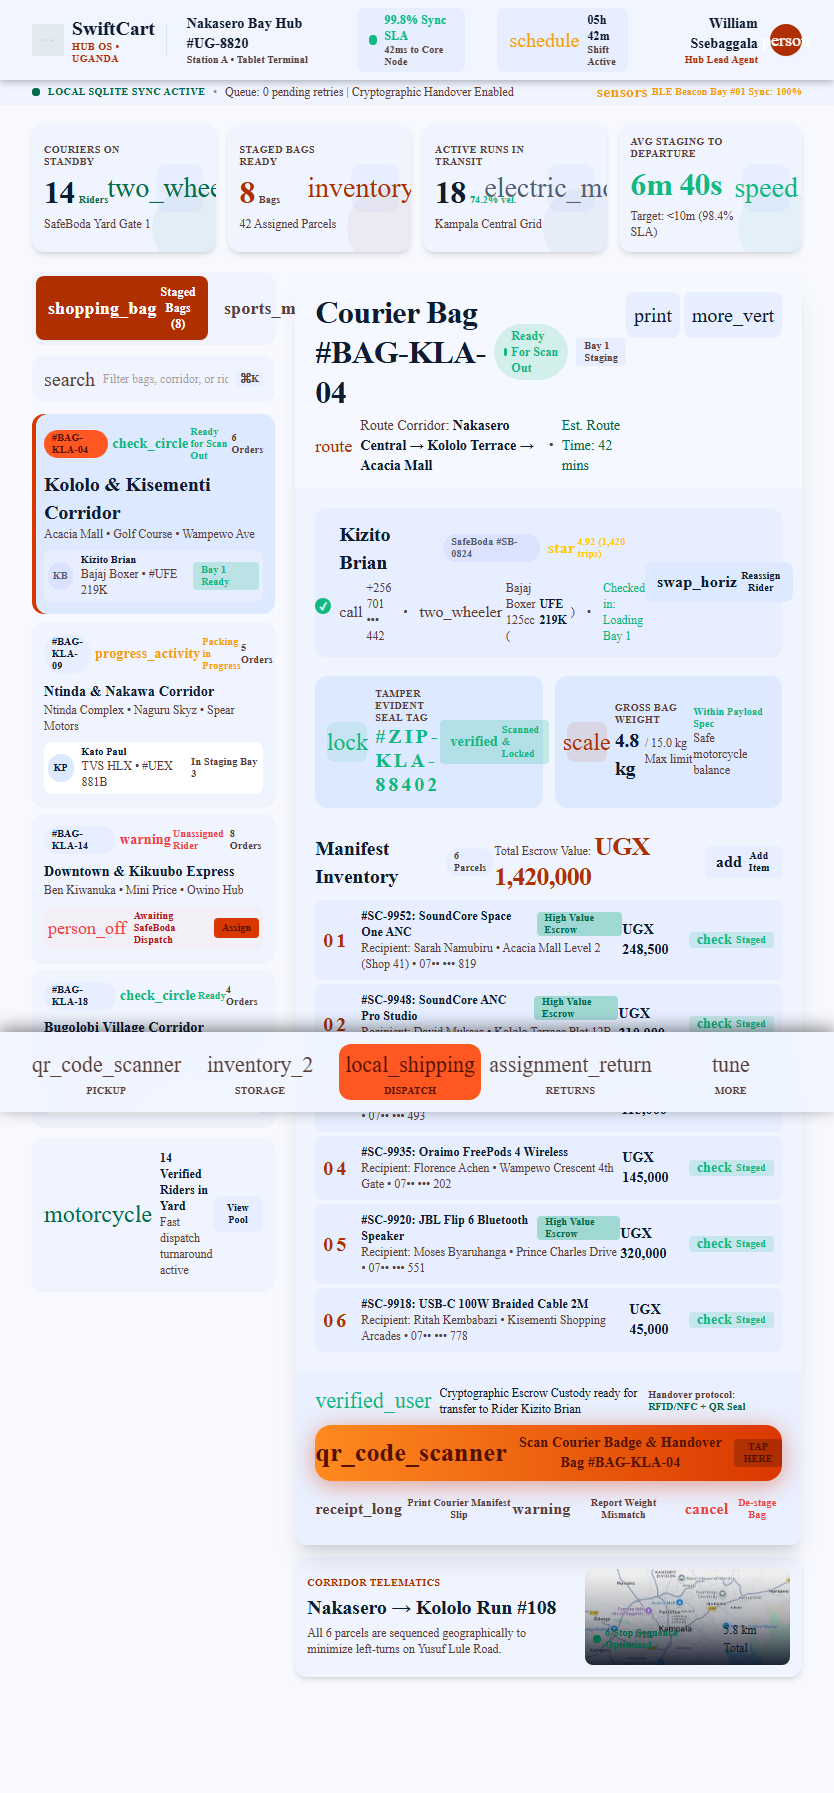 SwiftCart
HUB OS •
UGANDA
Nakasero Bay Hub
#UG-8820
Station A • Tablet Terminal
99.8% Sync
SLA
42ms to Core
Node
schedule
05h
42m
Shift
Active
William
Ssebaggala
Hub Lead Agent
person
LOCAL SQLITE SYNC ACTIVE • Queue: 0 pending retries | Cryptographic Handover Enabled
sensors BLE Beacon Bay #01 Sync: 100%
COURIERS ON
STANDBY
14 Riders
two_whee
SafeBoda Yard Gate 1
STAGED BAGS
READY
8 Bags
inventory
42 Assigned Parcels
ACTIVE RUNS IN
TRANSIT
18 74.2% vel.
electric_mo
Kampala Central Grid
AVG STAGING TO
DEPARTURE
6m 40s
speed
Target: <10m (98.4%
SLA)
shopping_bag
Staged
Bags
(8)
sports_m
search
Filter bags, corridor, or ric
⌘K
#BAG-
KLA-04
check_circle
Ready
for Scan
Out
6
Orders
Kololo & Kisementi
Corridor
Acacia Mall • Golf Course • Wampewo Ave
KB
Kizito Brian
Bajaj Boxer • #UFE
219K
Bay 1
Ready
#BAG-
KLA-
09
progress_activity
Packing
in
Progress
5
Orders
Ntinda & Nakawa Corridor
Ntinda Complex • Naguru Skyz • Spear
Motors
KP
Kato Paul
TVS HLX • #UEX
881B
In Staging Bay
3
#BAG-
KLA-14
warning
Unassigned
Rider
8
Orders
Downtown & Kikuubo Express
Ben Kiwanuka • Mini Price • Owino Hub
person_off
Awaiting
SafeBoda
Dispatch
Assign
#BAG-
KLA-18
check_circle
Ready
4
Orders
Bugolobi Village Corridor
motorcycle
14
Verified
Riders in
Yard
Fast
dispatch
turnaround
active
View
Pool
Courier Bag
#BAG-KLA-
04
Ready
For Scan
Out
Bay 1
Staging
print
more_vert
route
Route Corridor: Nakasero
Central → Kololo Terrace →
Acacia Mall
•
Est. Route
Time: 42
mins
Kizito
Brian
SafeBoda #SB-
0824
star
4.92 (1,420
trips)
call
+256
701
•••
442
•
two_wheeler
Bajaj
Boxer
125cc
(
UFE
219K
)
•
Checked
in:
Loading
Bay 1
swap_horiz
Reassign
Rider
lock
TAMPER
EVIDENT
SEAL TAG
#ZIP-
KLA-
88402
verified
Scanned
&
Locked
scale
GROSS BAG
WEIGHT
4.8
kg
/ 15.0 kg
Max limit
Within Payload
Spec
Safe
motorcycle
balance
Manifest
Inventory
6
Parcels
Total Escrow Value: UGX
1,420,000
add
Add
Item
01
#SC-9952: SoundCore Space
One ANC
High Value
Escrow
Recipient: Sarah Namubiru • Acacia Mall Level 2
(Shop 41) • 07•• ••• 819
UGX
248,500
check Staged
02
#SC-9948: SoundCore ANC
Pro Studio
High Value
Escrow
UGX
check Staged
qr_code_scanner
PICKUP
inventory_2
STORAGE
local_shipping
DISPATCH
assignment_return
RETURNS
tune
MORE
• 07•• ••• 493
04
#SC-9935: Oraimo FreePods 4 Wireless
Recipient: Florence Achen • Wampewo Crescent 4th
Gate • 07•• ••• 202
UGX
145,000
check Staged
05
#SC-9920: JBL Flip 6 Bluetooth
Speaker
High Value
Escrow
Recipient: Moses Byaruhanga • Prince Charles Drive
• 07•• ••• 551
UGX
320,000
check Staged
06
#SC-9918: USB-C 100W Braided Cable 2M
Recipient: Ritah Kembabazi • Kisementi Shopping
Arcades • 07•• ••• 778
UGX
45,000
check Staged
verified_user
Cryptographic Escrow Custody ready for
transfer to Rider Kizito Brian
Handover protocol:
RFID/NFC + QR Seal
qr_code_scanner
Scan Courier Badge & Handover
Bag #BAG-KLA-04
TAP
HERE
receipt_long
Print Courier Manifest
Slip
warning
Report Weight
Mismatch
cancel
De-stage
Bag
CORRIDOR TELEMATICS
Nakasero → Kololo Run #108
All 6 parcels are sequenced geographically to
minimize left-turns on Yusuf Lule Road.
Kampala
6 Stop Sequence
Optimized
5.8 km
Total